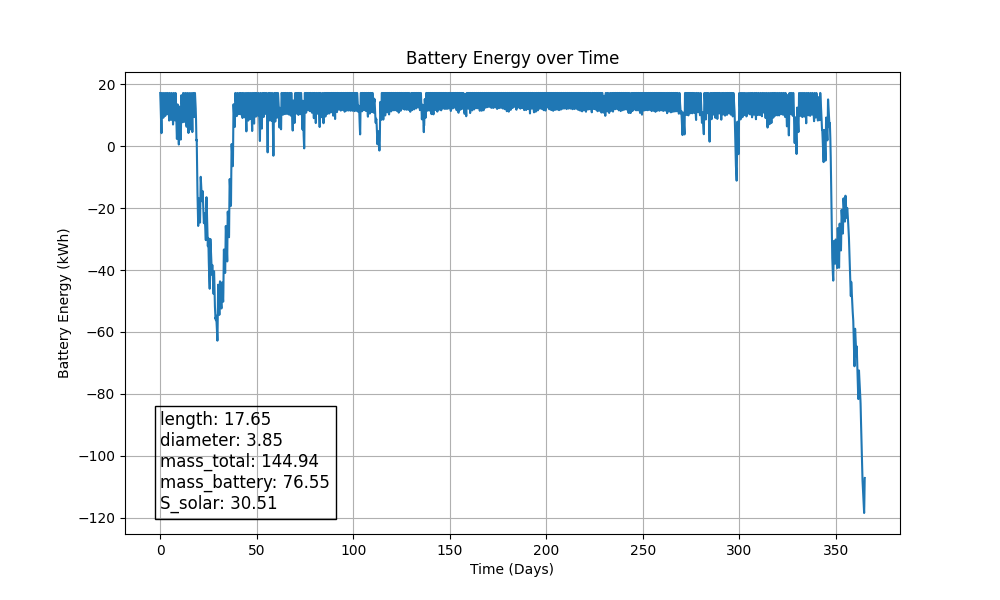 Battery Energy over Time
20
0
−20
−40
−60
−80
−100
−120
Battery Energy (kWh)
length: 17.65
diameter: 3.85
mass_total: 144.94
mass_battery: 76.55
S_solar: 30.51
0 50 100 150 200 250 300 350
Time (Days)